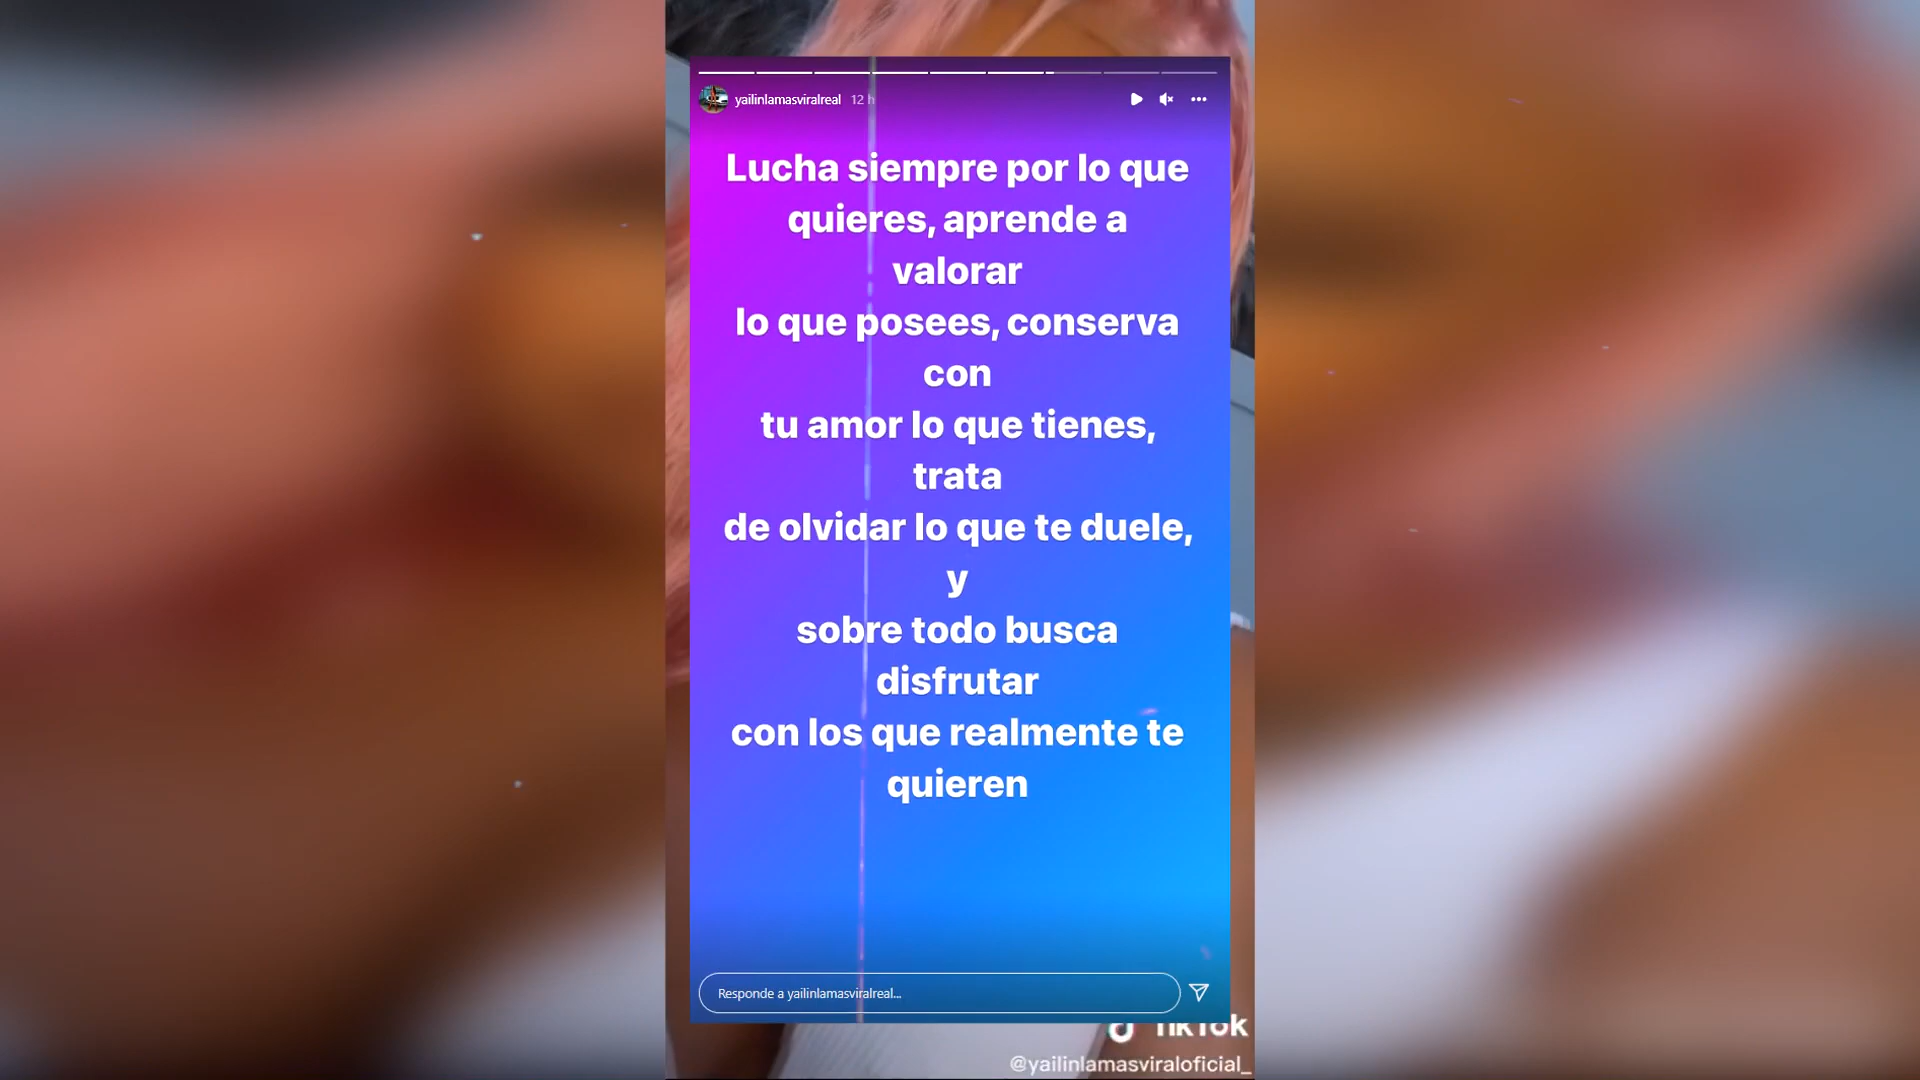 yailinlamasviralreal 12 h
Lucha siempre por lo que
quieres, aprende a
valorar
lo que posees, conserva
con
tu amor lo que tienes,
trata
de olvidar lo que te duele,
y
sobre todo busca
disfrutar
con los que realmente te
quieren
Responde a yailinlamasviralreal...
TikTok
@yailinlamasviraloficial_